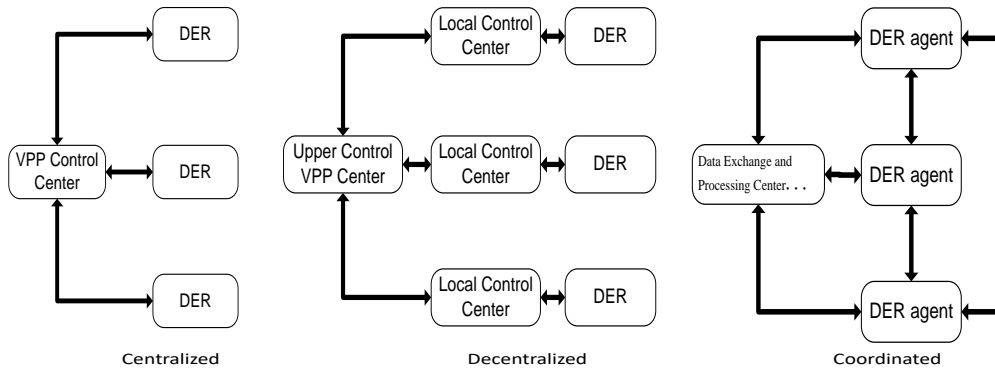 DER
VPP Control
Center
DER
DER
Centralized
Local Control
Center
DER
Upper Control
VPP Center
Local Control
Center
DER
Local Control
Center
DER
Decentralized
DER agent
Data Exchange and
Processing Center...
DER agent
DER agent
Coordinated